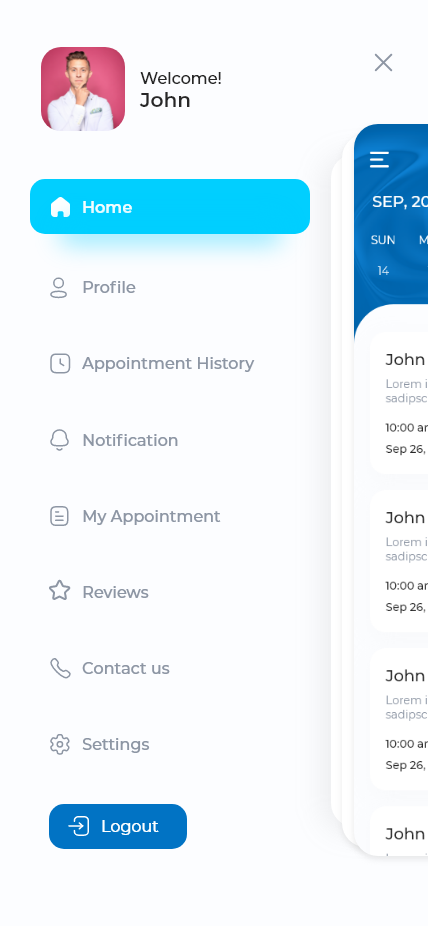 Welcome!
John
Home
Profile
Appointment History
Notification
My Appointment
Reviews
Contact us
Settings
Logout
SEP, 20
SUN M
14
John
Lorem i
sadipsc
10:00 ar
Sep 26,
John
Lorem i
sadipsc
10:00 ar
Sep 26,
John
Lorem i
sadipsc
10:00 ar
Sep 26,
John
Lorem i